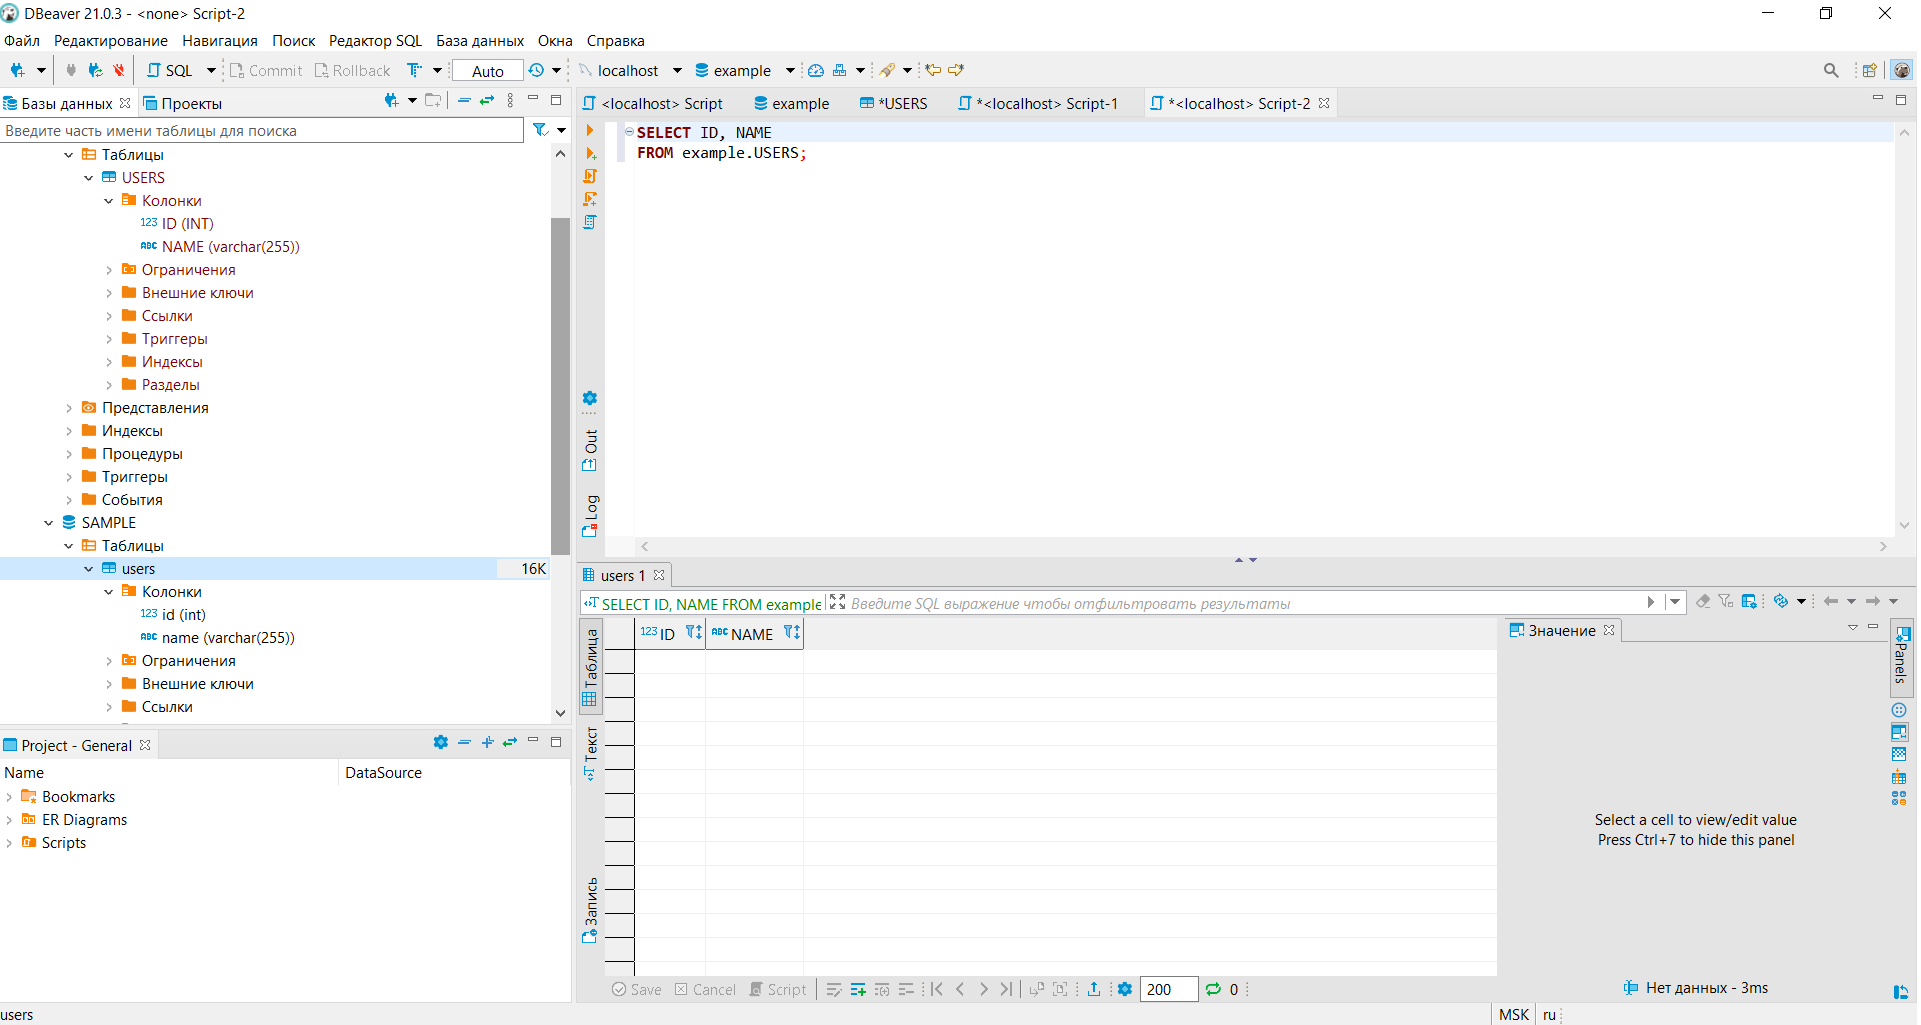 DBeaver 21.0.3 - <none> Script-2
Файл Редактирование Навигация Поиск Редактор SQL База данных Окна Справка
SQL Commit Rollback Auto localhost example
Базы данных Проекты
Введите часть имени таблицы для поиска
Таблицы
USERS
Колонки
123 ID (INT)
ABC NAME (varchar(255))
Ограничения
Внешние ключи
Ссылки
Триггеры
Индексы
Разделы
Представления
Индексы
Процедуры
Триггеры
События
SAMPLE
Таблицы
users 16K
Колонки
123 id (int)
ABC name (varchar(255))
Ограничения
Внешние ключи
Ссылки
Project - General
Name DataSource
Bookmarks
ER Diagrams
Scripts
<localhost> Script example *USERS *<localhost> Script-1 *<localhost> Script-2
SELECT ID, NAME
FROM example.USERS;
Out
Log
users 1
SELECT ID, NAME FROM example Введите SQL выражение чтобы отфильтровать результаты
Таблица
Текст
Запись
123 ID ABC NAME
Значение
Panels
Select a cell to view/edit value
Press Ctrl+7 to hide this panel
Save Cancel Script 200 0
Нет данных - 3ms
users MSK ru